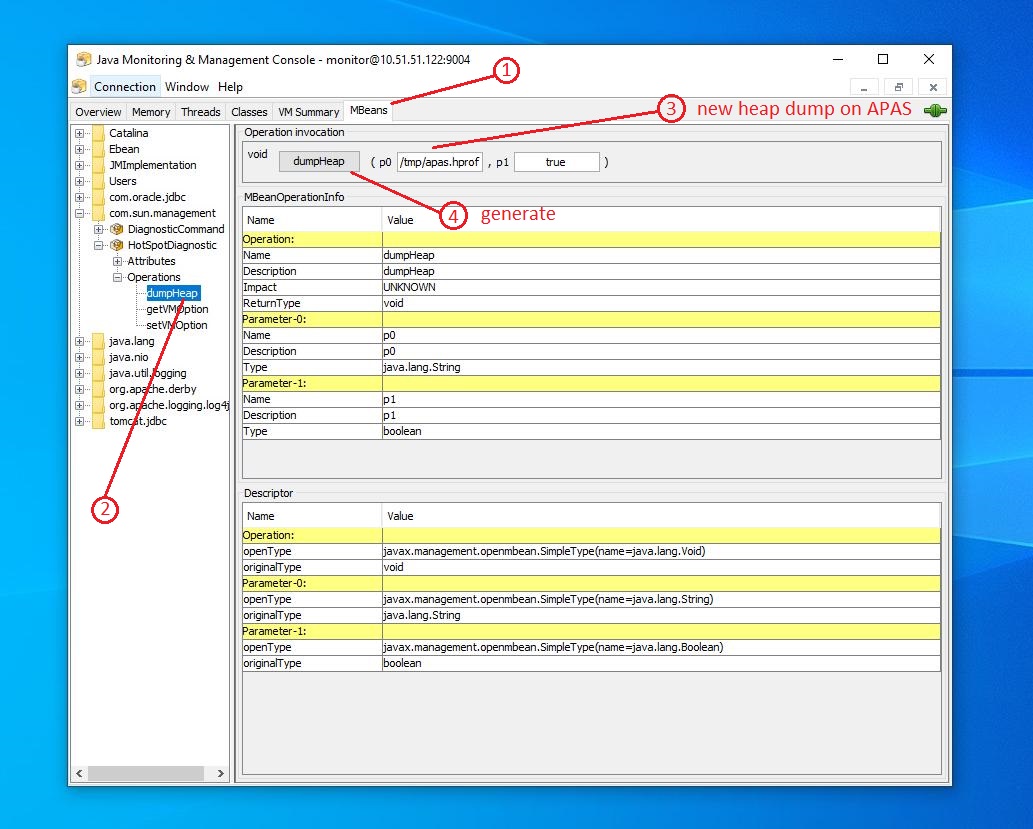 Java Monitoring & Management Console - monitor@10.51.51.122:9004
Connection Window Help
1
Overview Memory Threads Classes VM Summary MBeans
3 new heap dump on APAS
Catalina
Ebean
JMImplementation
Users
com.oracle.jdbc
com.sun.management
DiagnosticCommand
HotSpotDiagnostic
Attributes
Operations
dumpHeap
getVMOption
setVMOption
java.lang
java.nio
java.util.logging
org.apache.derby
org.apache.logging.log4j
tomcat.jdbc
2
Operation invocation
void dumpHeap ( p0 /tmp/apas.hprof , p1 true )
4 generate
MBeanOperationInfo
Name Value
Operation:
Name dumpHeap
Description dumpHeap
Impact UNKNOWN
ReturnType void
Parameter-0:
Name p0
Description p0
Type java.lang.String
Parameter-1:
Name p1
Description p1
Type boolean
Descriptor
Name Value
Operation:
openType javax.management.openmbean.SimpleType(name=java.lang.Void)
originalType void
Parameter-0:
openType javax.management.openmbean.SimpleType(name=java.lang.String)
originalType java.lang.String
Parameter-1:
openType javax.management.openmbean.SimpleType(name=java.lang.Boolean)
originalType boolean